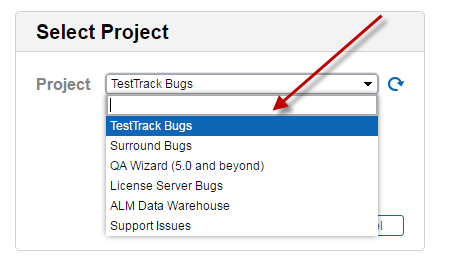 Select Project
Project TestTrack Bugs
TestTrack Bugs
Surround Bugs
QA Wizard (5.0 and beyond)
License Server Bugs
ALM Data Warehouse
Support Issues